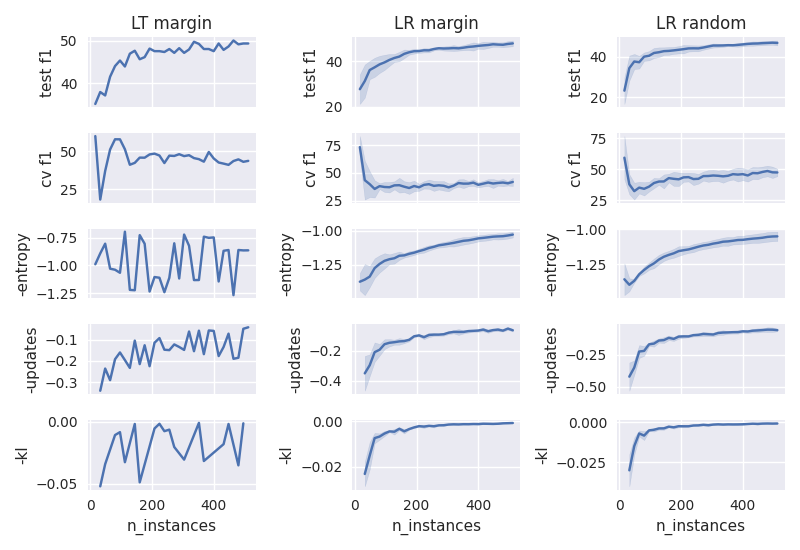 LT margin LR margin LR random
test f1 50 40
test f1 40 20
test f1 40 20
cv f1 50 25
cv f1 75 50 25
cv f1 75 50 25
-entropy −0.75 −1.00 −1.25
-entropy −1.00 −1.25
-entropy −1.00 −1.25
-updates −0.1 −0.2 −0.3
-updates −0.2 −0.4
-updates −0.25 −0.50
-kl 0.00 −0.05
-kl 0.00 −0.02
-kl 0.000 −0.025
0 200 400 0 200 400 0 200 400
n_instances n_instances n_instances